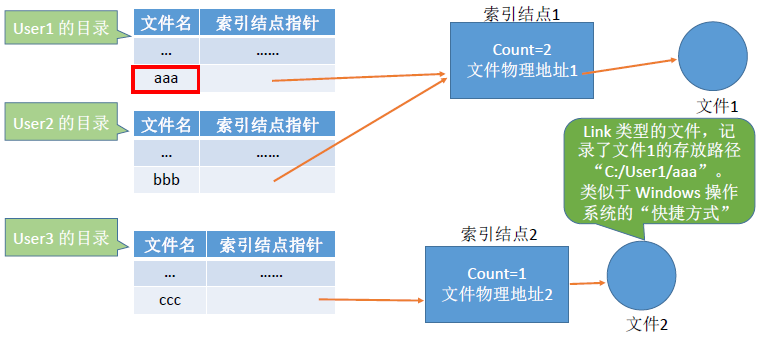 User1 的目录
文件名 索引结点指针
... ......
aaa
索引结点1
Count=2
文件物理地址1
文件1
User2 的目录
文件名 索引结点指针
... ......
bbb
Link 类型的文件，记
录了文件1的存放路径
“C:/User1/aaa”。
类似于 Windows 操作
系统的“快捷方式”
User3 的目录
文件名 索引结点指针
... ......
ccc
索引结点2
Count=1
文件物理地址2
文件2